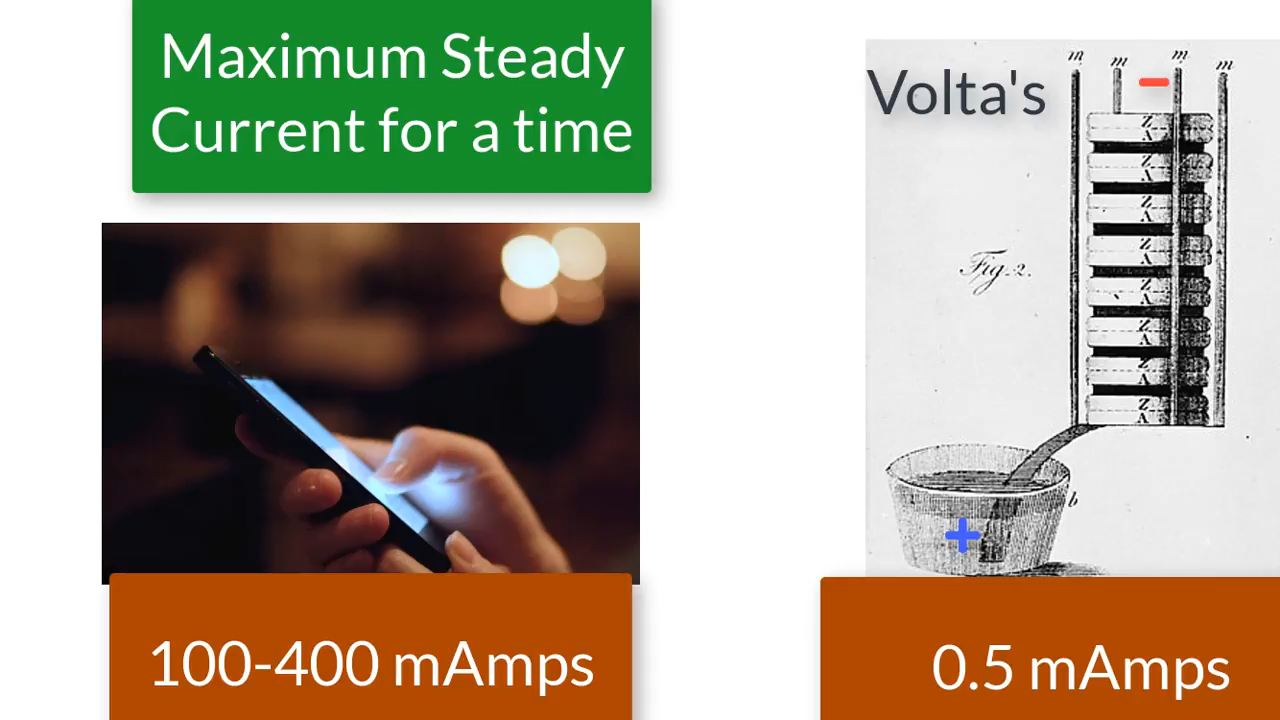 Maximum Steady
Current for a time
Volta's
m m m m
−
Z
A
Z
A
Z
A
Z
A
Z
A
Z
A
Z
A
Z
A
Fig. 2.
b
+
100-400 mAmps
0.5 mAmps